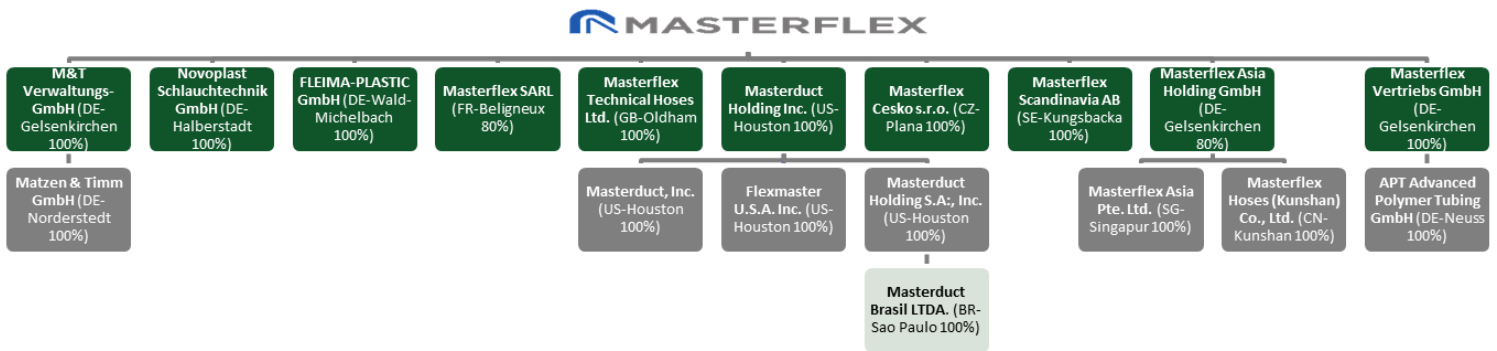 MASTERFLEX
M&T
Verwaltungs-
GmbH (DE-
Gelsenkirchen
100%)
Novoplast
Schlauchtechnik
GmbH (DE-
Halberstadt
100%)
FLEIMA-PLASTIC
GmbH (DE-Wald-
Michelbach
100%)
Masterflex SARL
(FR-Beligneux
80%)
Masterflex
Technical Hoses
Ltd. (GB-Oldham
100%)
Masterduct
Holding Inc. (US-
Houston 100%)
Masterflex
Cesko s.r.o. (CZ-
Plana 100%)
Masterflex
Scandinavia AB
(SE-Kungsbacka
100%)
Masterflex Asia
Holding GmbH
(DE-
Gelsenkirchen
80%)
Masterflex
Vertriebs GmbH
(DE-
Gelsenkirchen
100%)
Matzen & Timm
GmbH (DE-
Norderstedt
100%)
Masterduct, Inc.
(US-Houston
100%)
Flexmaster
U.S.A. Inc. (US-
Houston 100%)
Masterduct
Holding S.A:, Inc.
(US-Houston
100%)
Masterflex Asia
Pte. Ltd. (SG-
Singapur 100%)
Masterflex
Hoses (Kunshan)
Co., Ltd. (CN-
Kunshan 100%)
APT Advanced
Polymer Tubing
GmbH (DE-Neuss
100%)
Masterduct
Brasil LTDA. (BR-
Sao Paulo 100%)